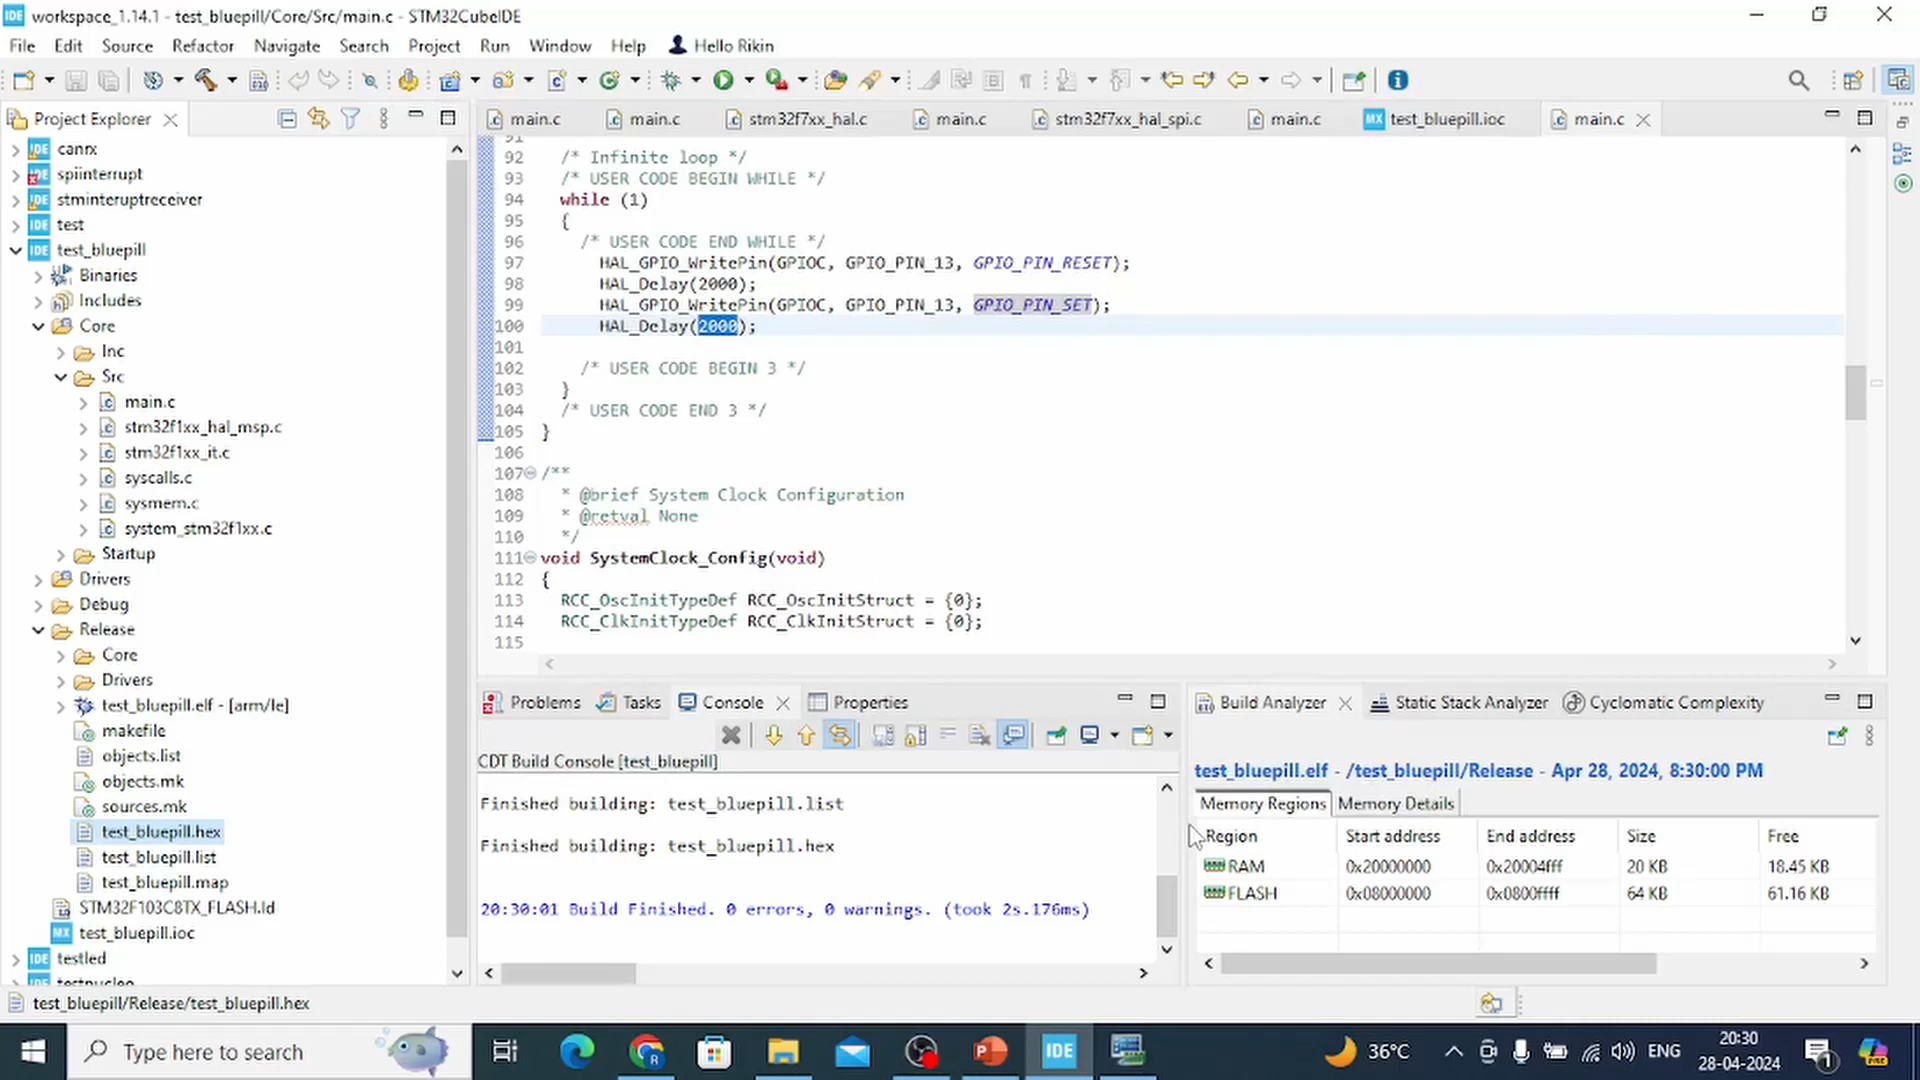 workspace_1.14.1 - test_bluepill/Core/Src/main.c - STM32CubeIDE
File Edit Source Refactor Navigate Search Project Run Window Help Hello Rikin
Project Explorer
canrx
spiinterrupt
stminteruptreceiver
test
test_bluepill
Binaries
Includes
Core
Inc
Src
main.c
stm32f1xx_hal_msp.c
stm32f1xx_it.c
syscalls.c
sysmem.c
system_stm32f1xx.c
Startup
Drivers
Debug
Release
Core
Drivers
test_bluepill.elf - [arm/le]
makefile
objects.list
objects.mk
sources.mk
test_bluepill.hex
test_bluepill.list
test_bluepill.map
STM32F103C8TX_FLASH.ld
test_bluepill.ioc
testled
testnucleo
main.c main.c stm32f7xx_hal.c main.c stm32f7xx_hal_spi.c main.c test_bluepill.ioc main.c
91
92 /* Infinite loop */
93 /* USER CODE BEGIN WHILE */
94 while (1)
95 {
96 /* USER CODE END WHILE */
97 HAL_GPIO_WritePin(GPIOC, GPIO_PIN_13, GPIO_PIN_RESET);
98 HAL_Delay(2000);
99 HAL_GPIO_WritePin(GPIOC, GPIO_PIN_13, GPIO_PIN_SET);
100 HAL_Delay(2000);
101
102 /* USER CODE BEGIN 3 */
103 }
104 /* USER CODE END 3 */
105 }
106
107 /**
108 * @brief System Clock Configuration
109 * @retval None
110 */
111 void SystemClock_Config(void)
112 {
113 RCC_OscInitTypeDef RCC_OscInitStruct = {0};
114 RCC_ClkInitTypeDef RCC_ClkInitStruct = {0};
115
Problems Tasks Console Properties
CDT Build Console [test_bluepill]
Finished building: test_bluepill.list
Finished building: test_bluepill.hex
20:30:01 Build Finished. 0 errors, 0 warnings. (took 2s.176ms)
Build Analyzer Static Stack Analyzer Cyclomatic Complexity
test_bluepill.elf - /test_bluepill/Release - Apr 28, 2024, 8:30:00 PM
Memory Regions Memory Details
Region Start address End address Size Free
RAM 0x20000000 0x20004fff 20 KB 18.45 KB
FLASH 0x08000000 0x0800ffff 64 KB 61.16 KB
test_bluepill/Release/test_bluepill.hex
Type here to search
IDE
36°C
ENG
20:30
28-04-2024
1